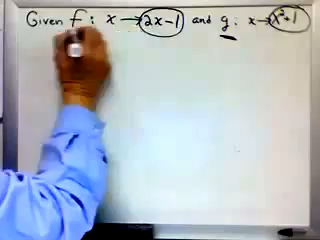 Given f : x → 2x-1 and g : x → x²+1